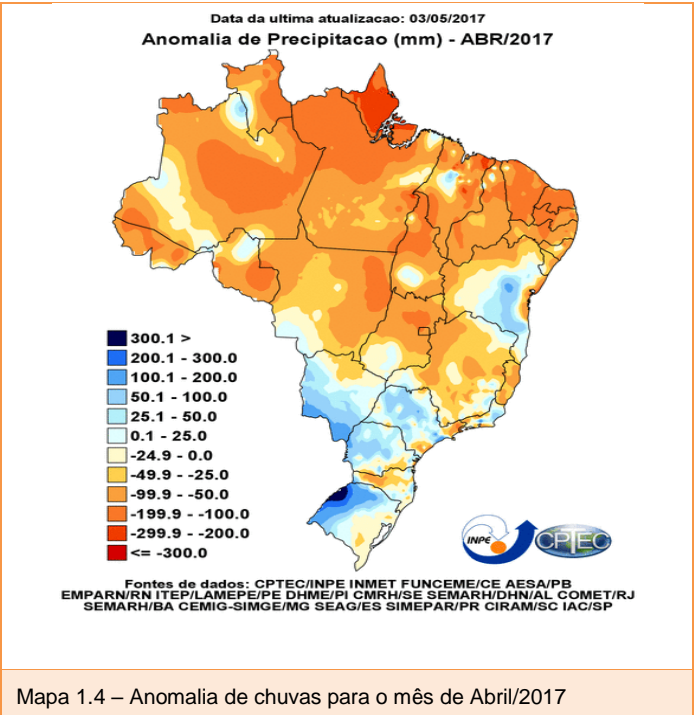 Data da ultima atualizacao: 03/05/2017
Anomalia de Precipitacao (mm) - ABR/2017
300.1 >
200.1 - 300.0
100.1 - 200.0
50.1 - 100.0
25.1 - 50.0
0.1 - 25.0
-24.9 - 0.0
-49.9 - -25.0
-99.9 - -50.0
-199.9 - -100.0
-299.9 - -200.0
<= -300.0
INPE
CPTEC
Fontes de dados: CPTEC/INPE INMET FUNCEME/CE AESA/PB
EMPARN/RN ITEP/LAMEPE/PE DHME/PI CMRH/SE SEMARH/DHN/AL COMET/RJ
SEMARH/BA CEMIG-SIMGE/MG SEAG/ES SIMEPAR/PR CIRAM/SC IAC/SP
Mapa 1.4 – Anomalia de chuvas para o mês de Abril/2017